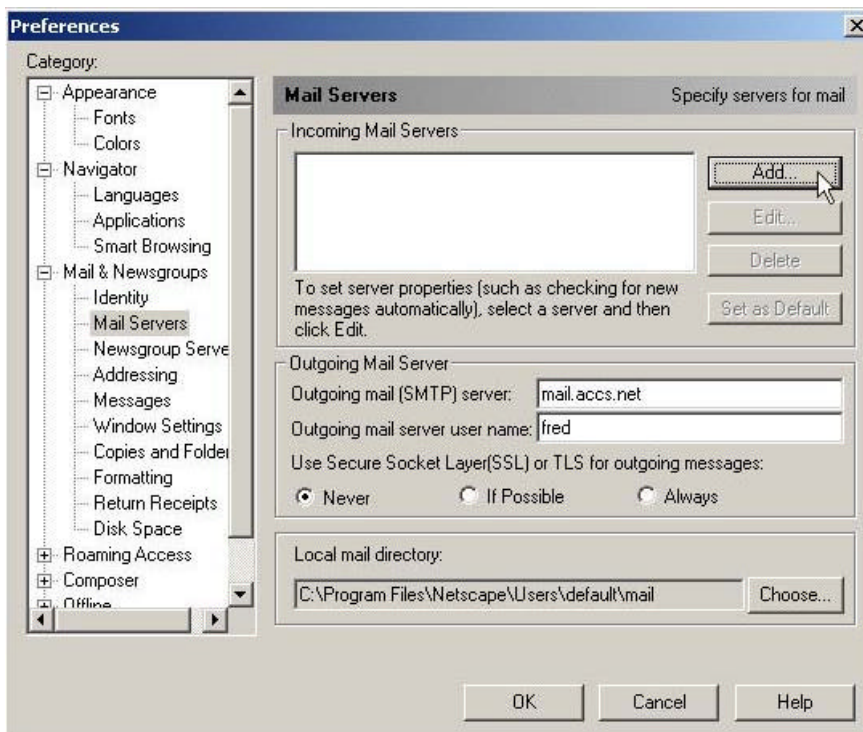 Preferences
Category:
Appearance
Fonts
Colors
Navigator
Languages
Applications
Smart Browsing
Mail & Newsgroups
Identity
Mail Servers
Newsgroup Serve
Addressing
Messages
Window Settings
Copies and Folder
Formatting
Return Receipts
Disk Space
Roaming Access
Composer
Offline
Mail Servers Specify servers for mail
Incoming Mail Servers
Add...
Edit...
Delete
Set as Default
To set server properties (such as checking for new
messages automatically), select a server and then
click Edit.
Outgoing Mail Server
Outgoing mail (SMTP) server: mail.accs.net
Outgoing mail server user name: fred
Use Secure Socket Layer(SSL) or TLS for outgoing messages:
Never If Possible Always
Local mail directory:
C:\Program Files\Netscape\Users\default\mail Choose...
OK Cancel Help